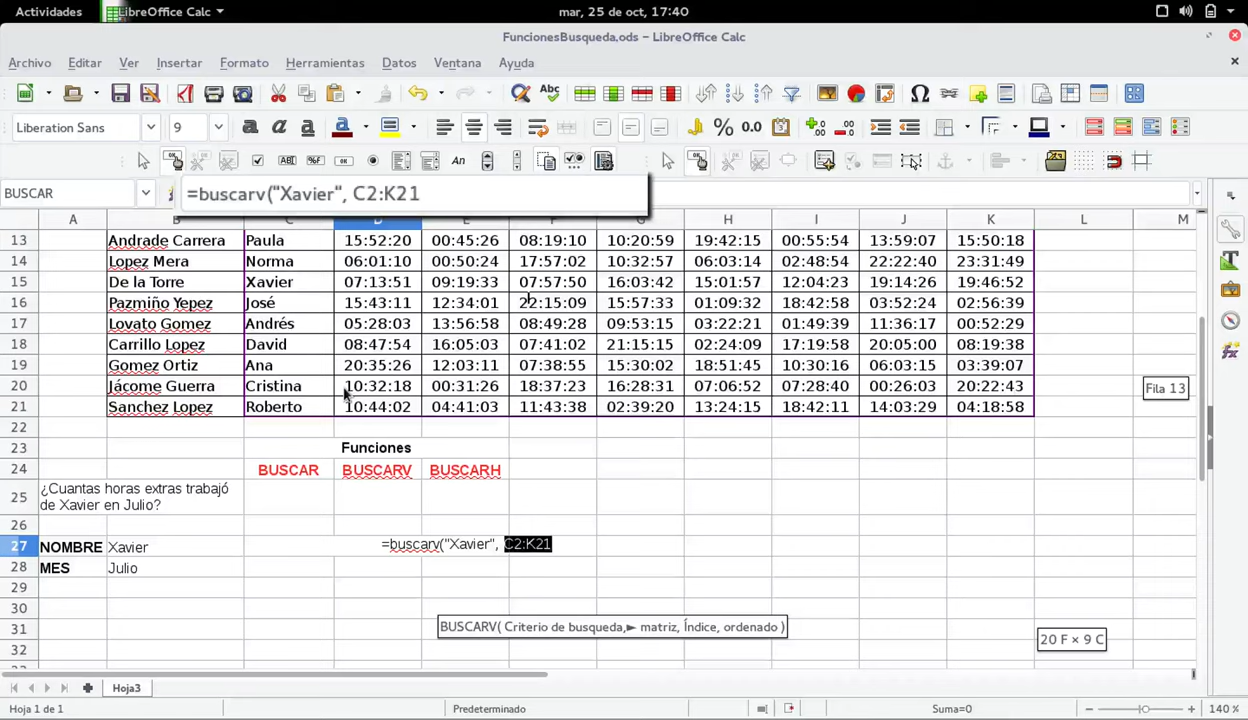 Actividades LibreOffice Calc mar, 25 de oct, 17:40
FuncionesBusqueda,ods — LibreOffice Calc
Archivo Editar Ver Insertar Formato Herramientas Datos Ventana Ayuda
Liberation Sans 9
BUSCAR =buscarv("Xavier", C2:K21
A B C D E F G H I J K L M
13 Andrade Carrera Paula 15:52:20 00:45:26 08:19:10 10:20:59 19:42:15 00:55:54 13:59:07 15:50:18
14 Lopez Mera Norma 06:01:10 00:50:24 17:57:02 10:32:57 06:03:14 02:48:54 22:22:40 23:31:49
15 De la Torre Xavier 07:13:51 09:19:33 07:57:50 16:03:42 15:01:57 12:04:23 19:14:26 19:46:52
16 Pazmiño Yepez José 15:43:11 12:34:01 22:15:09 15:57:33 01:09:32 18:42:58 03:52:24 02:56:39
17 Lovato Gomez Andrés 05:28:03 13:56:58 08:49:28 09:53:15 03:22:21 01:49:39 11:36:17 00:52:29
18 Carrillo Lopez David 08:47:54 16:05:03 07:41:02 21:15:15 02:24:09 17:19:58 20:05:00 08:19:38
19 Gomez Ortiz Ana 20:35:26 12:03:11 07:38:55 15:30:02 18:51:45 10:30:16 06:03:15 03:39:07
20 Jácome Guerra Cristina 10:32:18 00:31:26 18:37:23 16:28:31 07:06:52 07:28:40 00:26:03 20:22:43 Fila 13
21 Sanchez Lopez Roberto 10:44:02 04:41:03 11:43:38 02:39:20 13:24:15 18:42:11 14:03:29 04:18:58
22
23 Funciones
24 BUSCAR BUSCARV BUSCARH
25 ¿Cuantas horas extras trabajó
de Xavier en Julio?
26
27 NOMBRE Xavier =buscarv("Xavier", C2:K21
28 MES Julio
29
30
31 BUSCARV( Criterio de busqueda,► matriz, Índice, ordenado ) 20 F × 9 C
32
Hoja3
Hoja 1 de 1 Predeterminado Suma=0 140 %